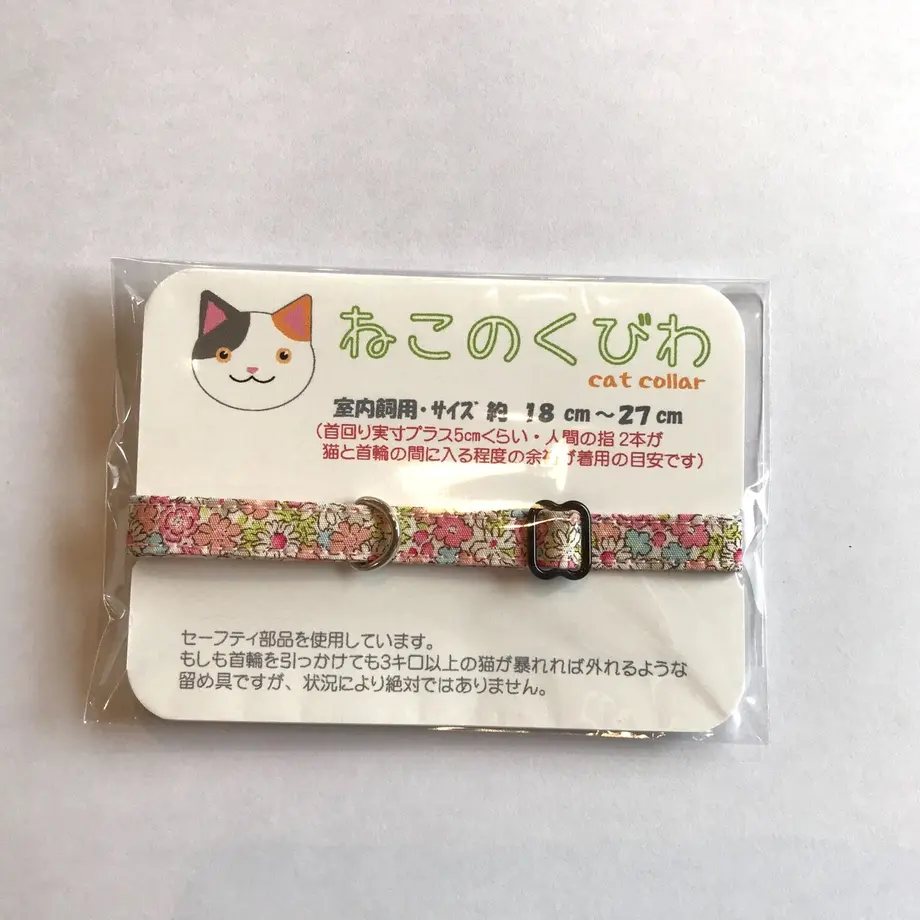 ねこのくびわ
cat collar
室内飼用・サイズ 約 18 cm～27 cm
(首回り実寸プラス5cmくらい・人間の指2本が
猫と首輪の間に入る程度の余裕が着用の目安です)
セーフティ部品を使用しています。
もしも首輪を引っかけても3キロ以上の猫が暴れれば外れるような
留め具ですが、状況により絶対ではありません。